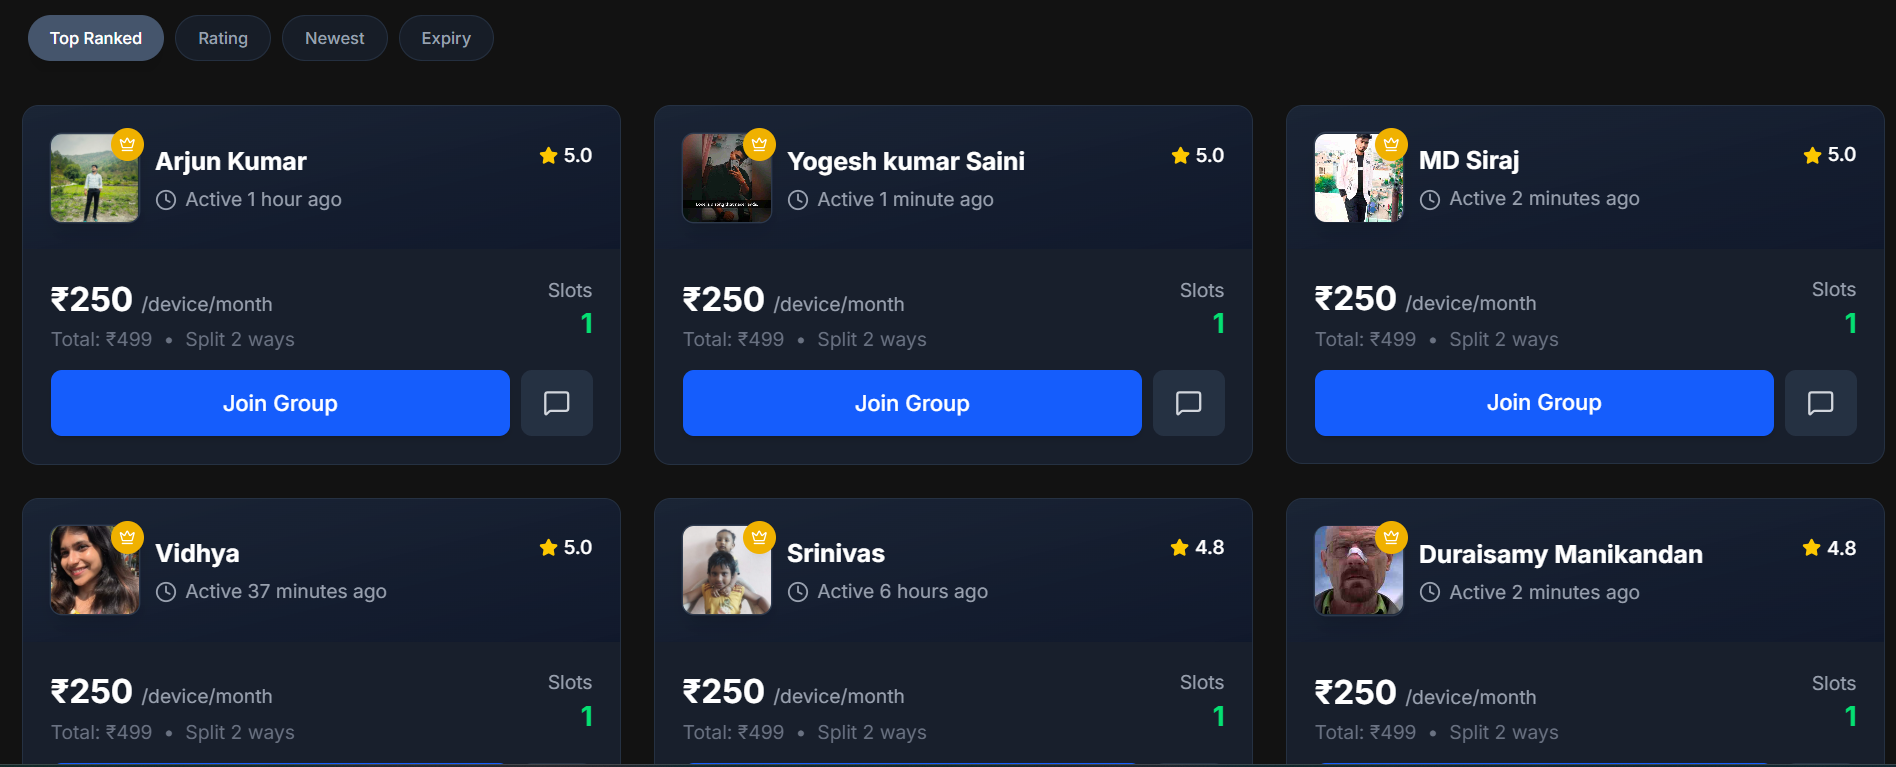 Top Ranked Rating Newest Expiry
Arjun Kumar
5.0
Active 1 hour ago
₹250 /device/month
Slots
1
Total: ₹499 • Split 2 ways
Join Group
Yogesh kumar Saini
5.0
Active 1 minute ago
₹250 /device/month
Slots
1
Total: ₹499 • Split 2 ways
Join Group
MD Siraj
5.0
Active 2 minutes ago
₹250 /device/month
Slots
1
Total: ₹499 • Split 2 ways
Join Group
Vidhya
5.0
Active 37 minutes ago
₹250 /device/month
Slots
1
Total: ₹499 • Split 2 ways
Srinivas
4.8
Active 6 hours ago
₹250 /device/month
Slots
1
Total: ₹499 • Split 2 ways
Duraisamy Manikandan
4.8
Active 2 minutes ago
₹250 /device/month
Slots
1
Total: ₹499 • Split 2 ways